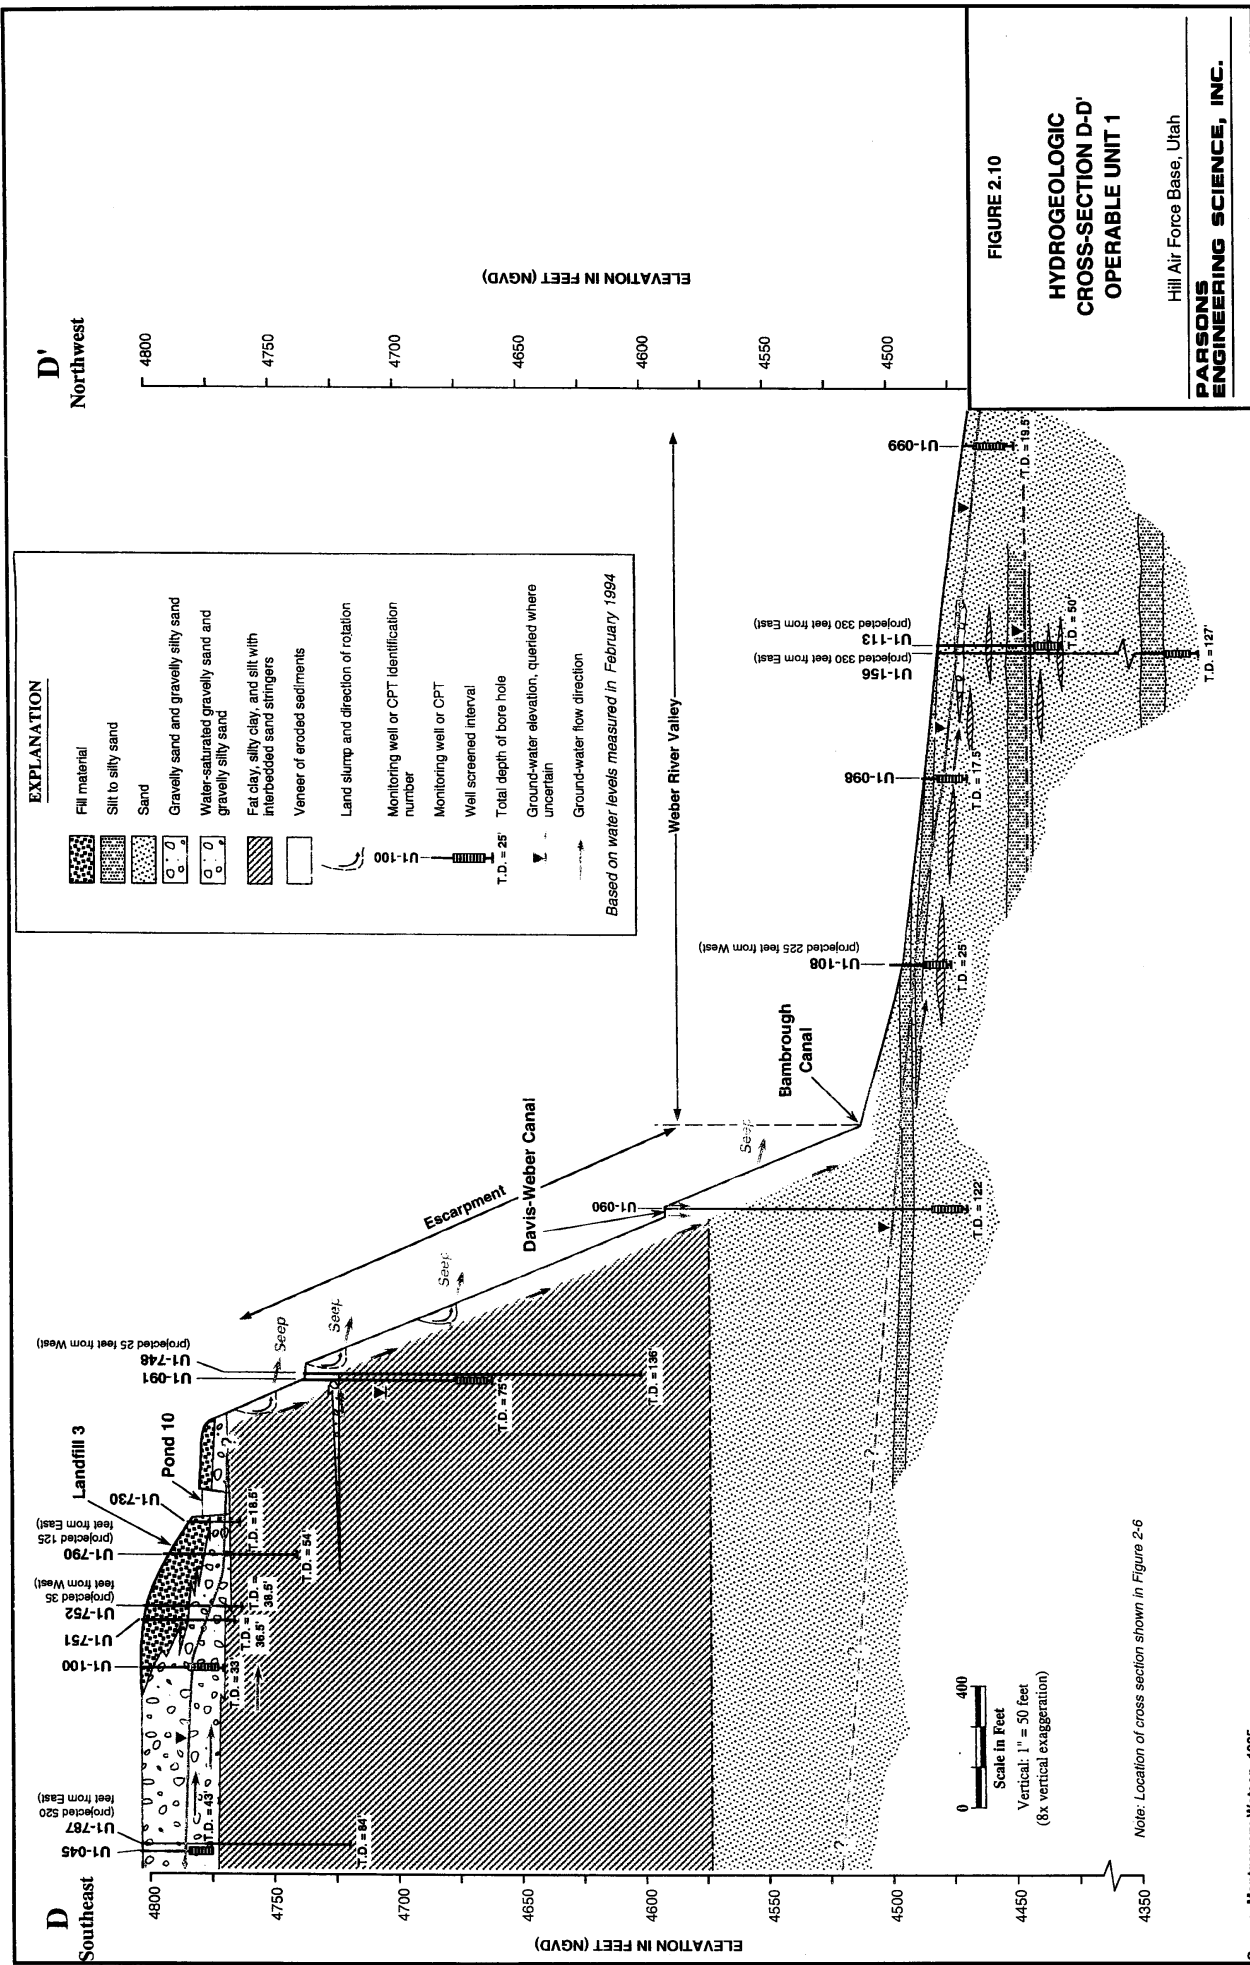 D
Southeast
D'
Northwest
ELEVATION IN FEET (NGVD)
4800
4750
4700
4650
4600
4550
4500
4450
4350
ELEVATION IN FEET (NGVD)
4800
4750
4700
4650
4600
4550
4500
U1-045
U1-787
(projected 520
feet from East)
U1-100
U1-751
U1-752
(projected 35
feet from West)
U1-790
(projected 125
feet from East)
U1-730
Landfill 3
Pond 10
U1-091
U1-748
(projected 25 feet from West)
T.D. = 43'
T.D. = 84'
T.D. = 33'
T.D. =
36.5'
T.D. =
38.5'
T.D. = 54'
T.D. = 18.5'
?
Seep
Seep
Seep
Seep
T.D. = 75'
T.D. = 136'
Escarpment
Davis-Weber Canal
U1-090
T.D. = 122'
Bambrough
Canal
Weber River Valley
U1-108
(projected 225 feet from West)
T.D. = 25'
U1-098
T.D. = 17.5'
U1-156
(projected 330 feet from East)
U1-113
(projected 330 feet from East)
T.D. = 50'
T.D. = 127'
U1-099
T.D. = 19.5'
?
?
?
EXPLANATION
Fill material
Silt to silty sand
Sand
Gravelly sand and gravelly silty sand
Water-saturated gravelly sand and
gravelly silty sand
Fat clay, silty clay, and silt with
interbedded sand stringers
Veneer of eroded sediments
Land slump and direction of rotation
U1-100
Monitoring well or CPT identification
number
Monitoring well or CPT
Well screened interval
T.D. = 25'
Total depth of bore hole
Ground-water elevation, queried where
uncertain
Ground-water flow direction
Based on water levels measured in February 1994
0
400
Scale in Feet
Vertical: 1" = 50 feet
(8x vertical exaggeration)
Note: Location of cross section shown in Figure 2-6
FIGURE 2.10
HYDROGEOLOGIC
CROSS-SECTION D-D'
OPERABLE UNIT 1
Hill Air Force Base, Utah
PARSONS
ENGINEERING SCIENCE, INC.